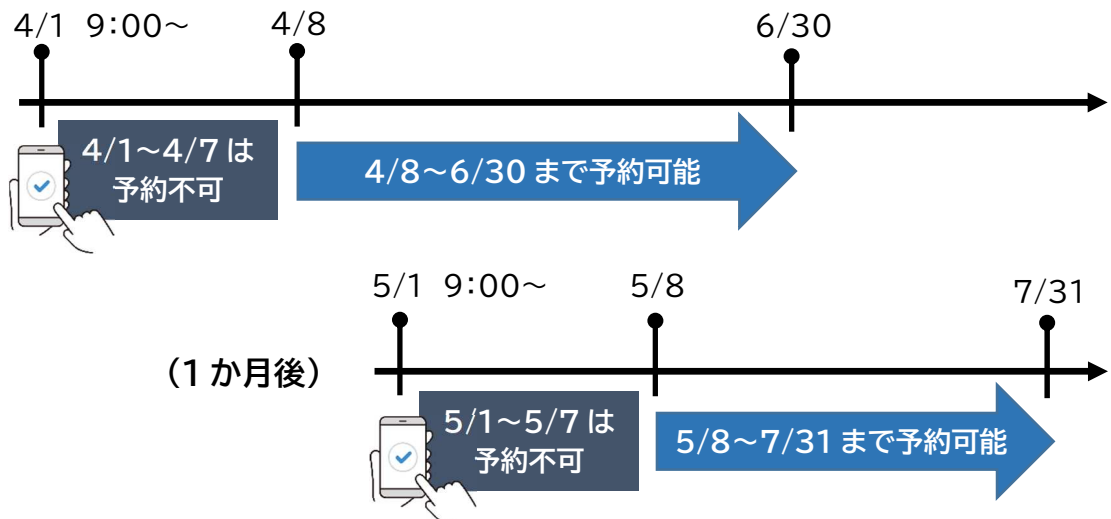 4/1 9:00～ 4/8 6/30
4/1～4/7 は
予約不可
4/8～6/30 まで予約可能
5/1 9:00～ 5/8 7/31
（1 か月後）
5/1～5/7 は
予約不可
5/8～7/31 まで予約可能